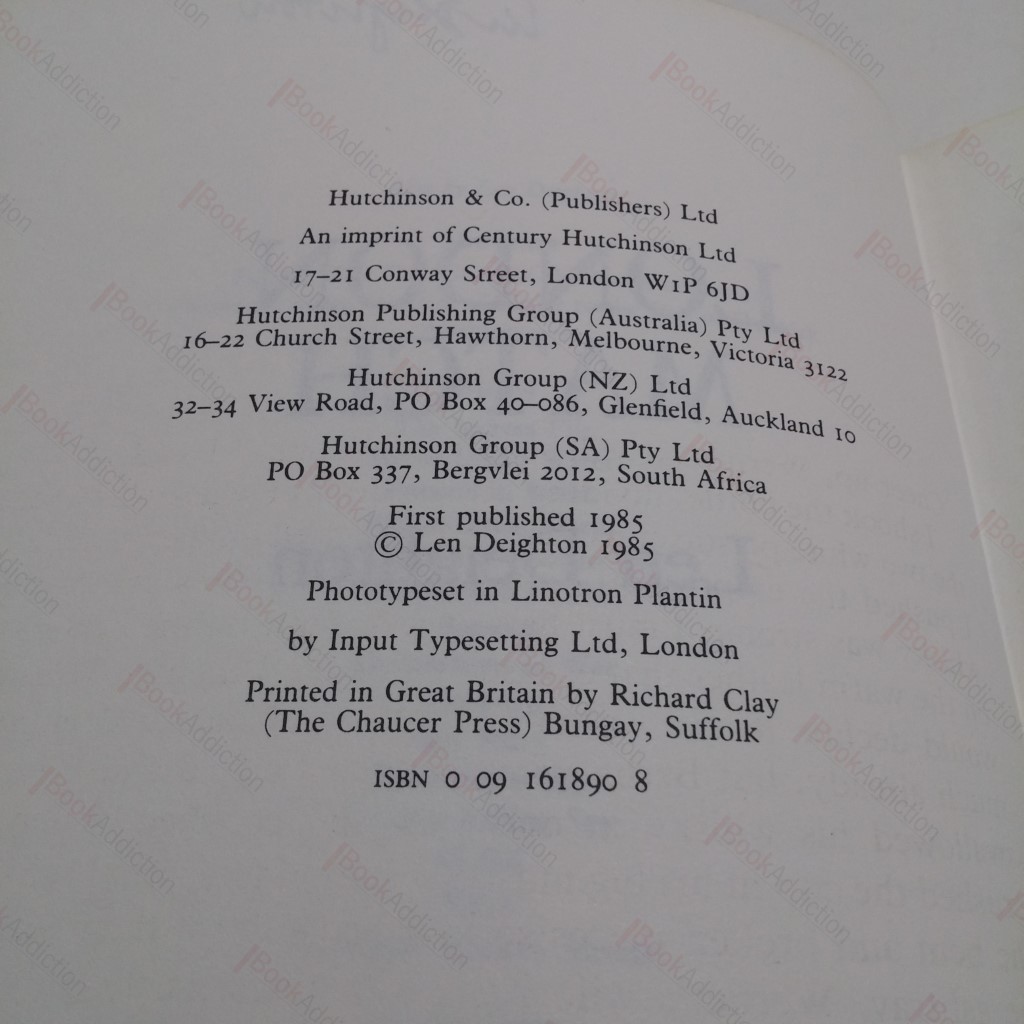 Hutchinson & Co. (Publishers) Ltd
An imprint of Century Hutchinson Ltd
17–21 Conway Street, London W1P 6JD
Hutchinson Publishing Group (Australia) Pty Ltd
16–22 Church Street, Hawthorn, Melbourne, Victoria 3122
Hutchinson Group (NZ) Ltd
32–34 View Road, PO Box 40–086, Glenfield, Auckland 10
Hutchinson Group (SA) Pty Ltd
PO Box 337, Bergvlei 2012, South Africa
First published 1985
© Len Deighton 1985
Phototypeset in Linotron Plantin
by Input Typesetting Ltd, London
Printed in Great Britain by Richard Clay
(The Chaucer Press) Bungay, Suffolk
ISBN 0 09 161890 8
BookAddiction